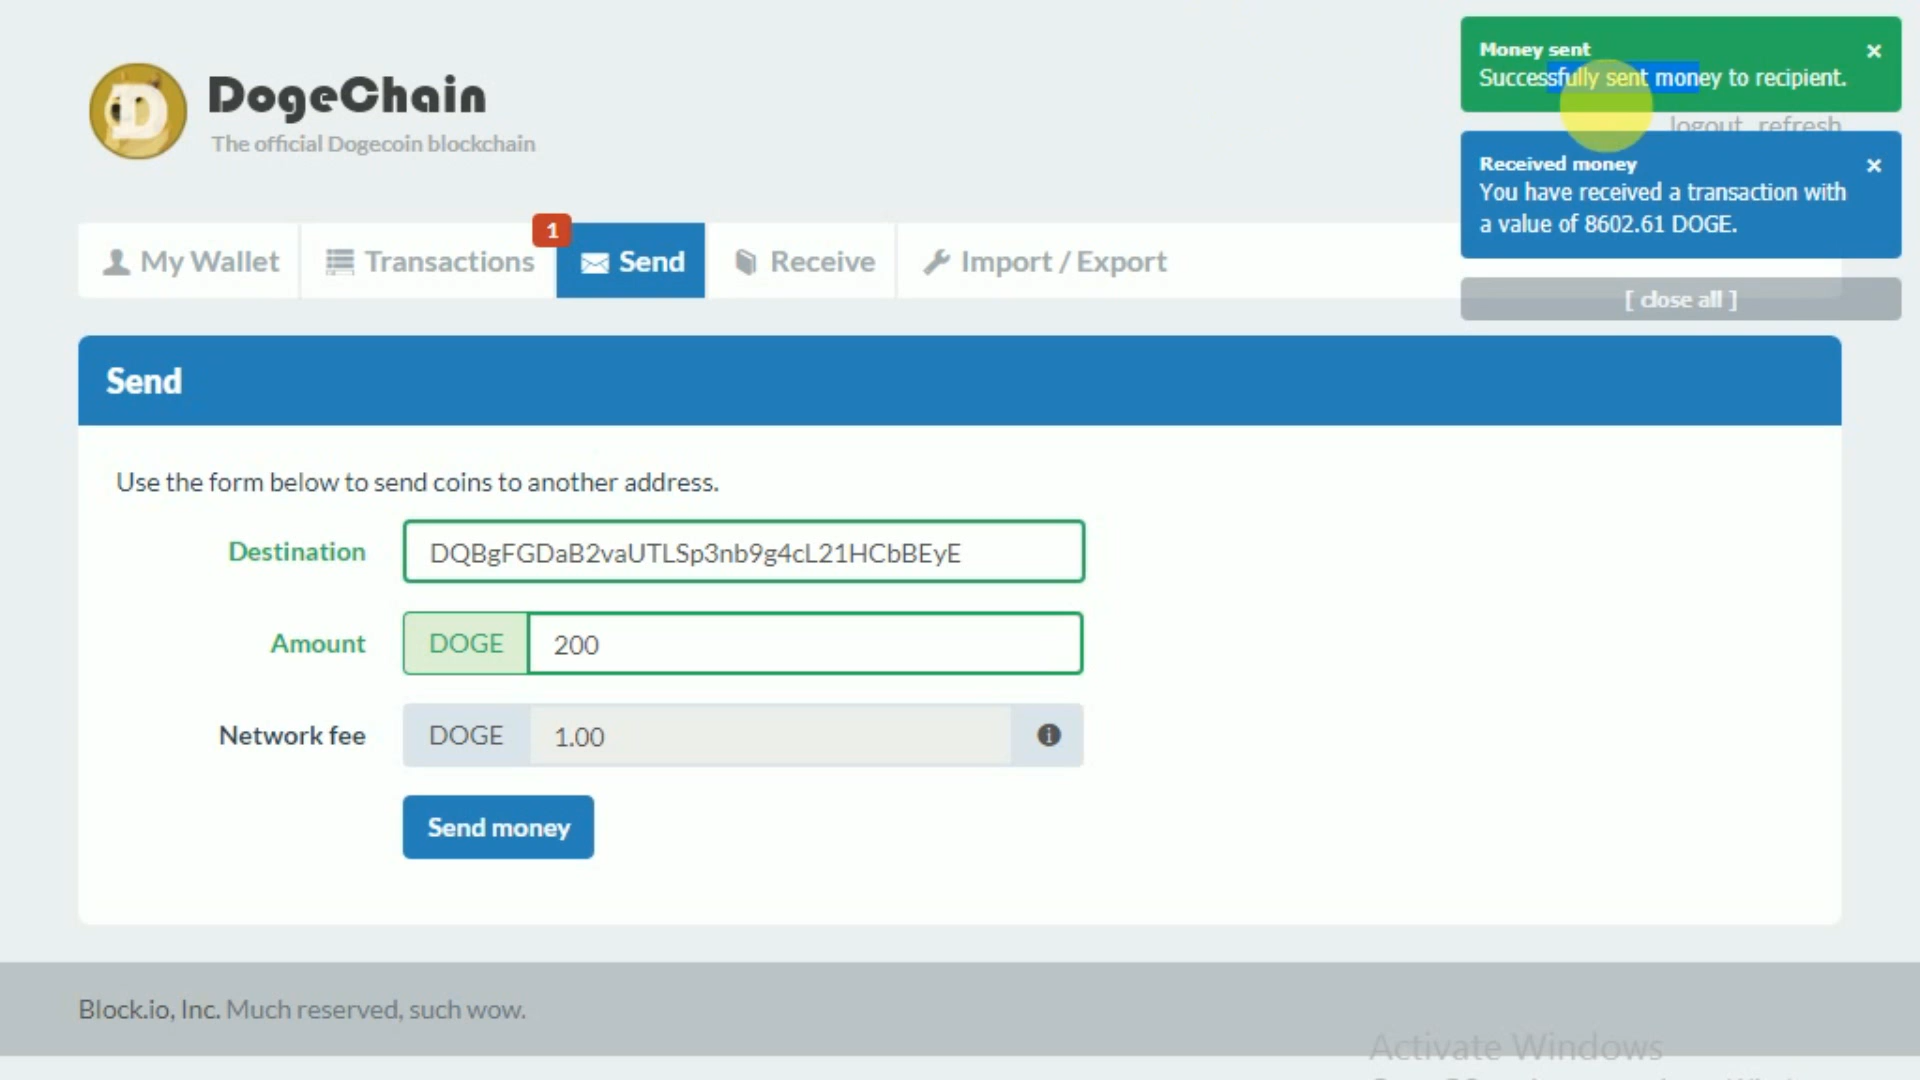 DogeChain
The official Dogecoin blockchain
Money sent
Successfully sent money to recipient.
logout refresh
Received money
You have received a transaction with
a value of 8602.61 DOGE.
[ close all ]
My Wallet
Transactions
1
Send
Receive
Import / Export
Send
Use the form below to send coins to another address.
Destination
DQBgFGDaB2vaUTLSp3nb9g4cL21HCbBEyE
Amount
DOGE
200
Network fee
DOGE
1.00
Send money
Block.io, Inc. Much reserved, such wow.
Activate Windows